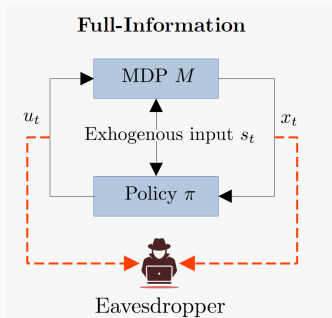 Full-Information
MDP M
u_t
x_t
Exhogenous input s_t
Policy π
Eavesdropper